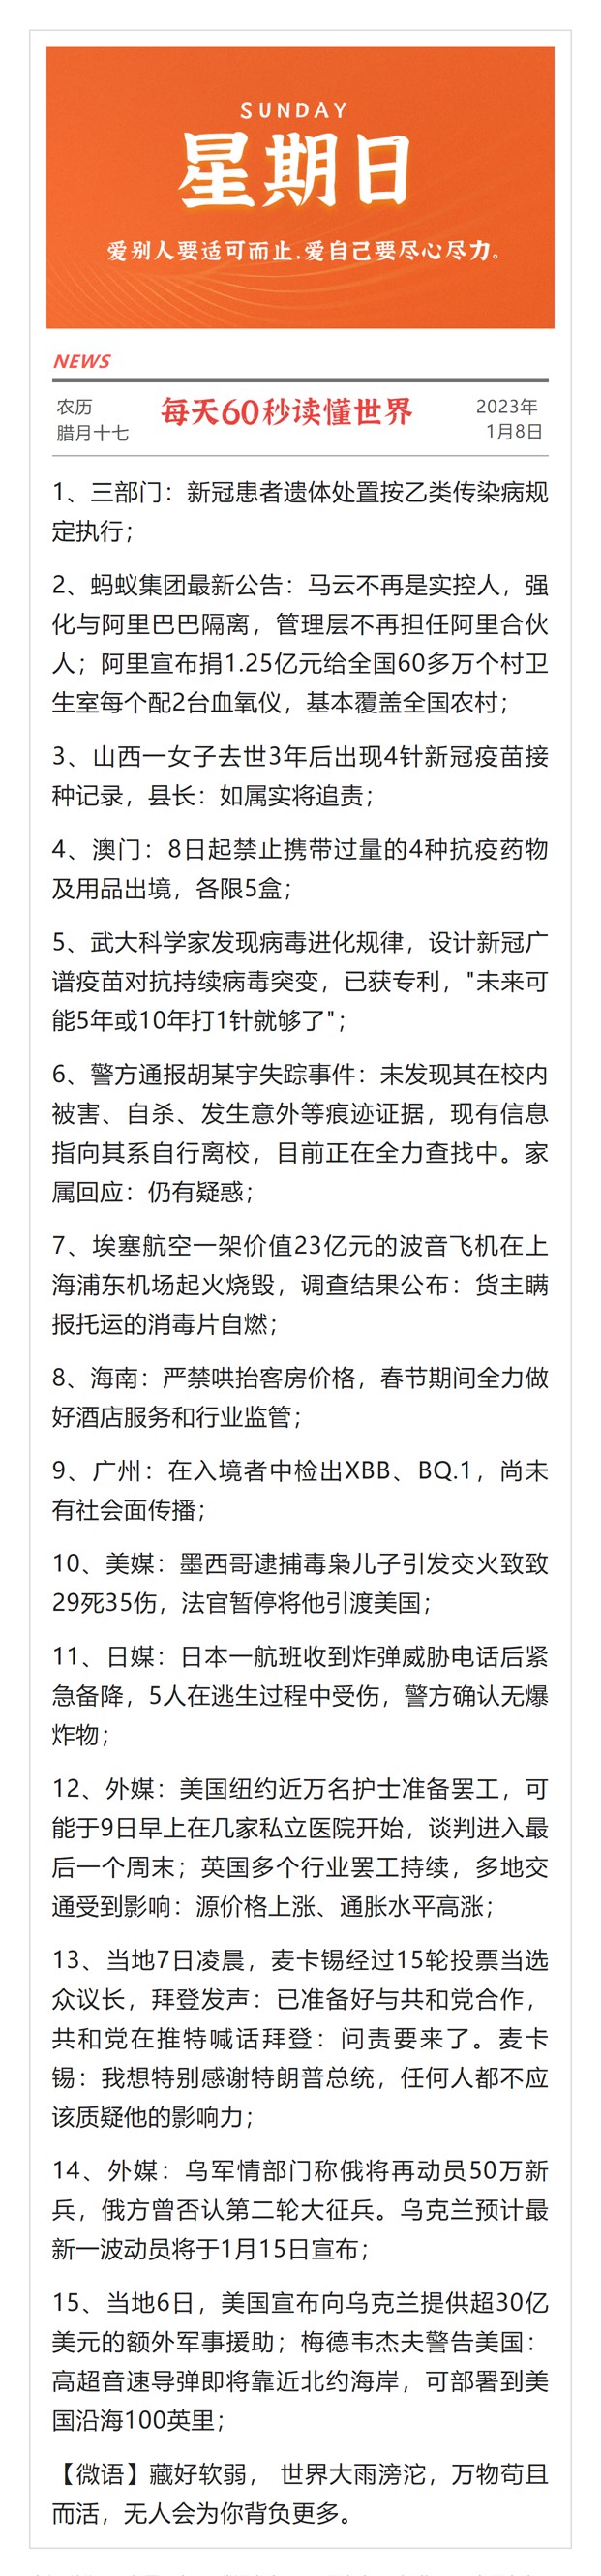 SUNDAY
星期日
爱别人要适可而止,爱自己要尽心尽力。
NEWS
农历
腊月十七
每天60秒读懂世界
2023年
1月8日
1、三部门：新冠患者遗体处置按乙类传染病规
定执行；
2、蚂蚁集团最新公告：马云不再是实控人，强
化与阿里巴巴隔离，管理层不再担任阿里合伙
人；阿里宣布捐1.25亿元给全国60多万个村卫
生室每个配2台血氧仪，基本覆盖全国农村；
3、山西一女子去世3年后出现4针新冠疫苗接
种记录，县长：如属实将追责；
4、澳门：8日起禁止携带过量的4种抗疫药物
及用品出境，各限5盒；
5、武大科学家发现病毒进化规律，设计新冠广
谱疫苗对抗持续病毒突变，已获专利，"未来可
能5年或10年打1针就够了"；
6、警方通报胡某宇失踪事件：未发现其在校内
被害、自杀、发生意外等痕迹证据，现有信息
指向其系自行离校，目前正在全力查找中。家
属回应：仍有疑惑；
7、埃塞航空一架价值23亿元的波音飞机在上
海浦东机场起火烧毁，调查结果公布：货主瞒
报托运的消毒片自燃；
8、海南：严禁哄抬客房价格，春节期间全力做
好酒店服务和行业监管；
9、广州：在入境者中检出XBB、BQ.1，尚未
有社会面传播；
10、美媒：墨西哥逮捕毒枭儿子引发交火致致
29死35伤，法官暂停将他引渡美国；
11、日媒：日本一航班收到炸弹威胁电话后紧
急备降，5人在逃生过程中受伤，警方确认无爆
炸物；
12、外媒：美国纽约近万名护士准备罢工，可
能于9日早上在几家私立医院开始，谈判进入最
后一个周末；英国多个行业罢工持续，多地交
通受到影响：源价格上涨、通胀水平高涨；
13、当地7日凌晨，麦卡锡经过15轮投票当选
众议长，拜登发声：已准备好与共和党合作，
共和党在推特喊话拜登：问责要来了。麦卡
锡：我想特别感谢特朗普总统，任何人都不应
该质疑他的影响力；
14、外媒：乌军情部门称俄将再动员50万新
兵，俄方曾否认第二轮大征兵。乌克兰预计最
新一波动员将于1月15日宣布；
15、当地6日，美国宣布向乌克兰提供超30亿
美元的额外军事援助；梅德韦杰夫警告美国：
高超音速导弹即将靠近北约海岸，可部署到美
国沿海100英里；
【微语】藏好软弱， 世界大雨滂沱，万物苟且
而活，无人会为你背负更多。